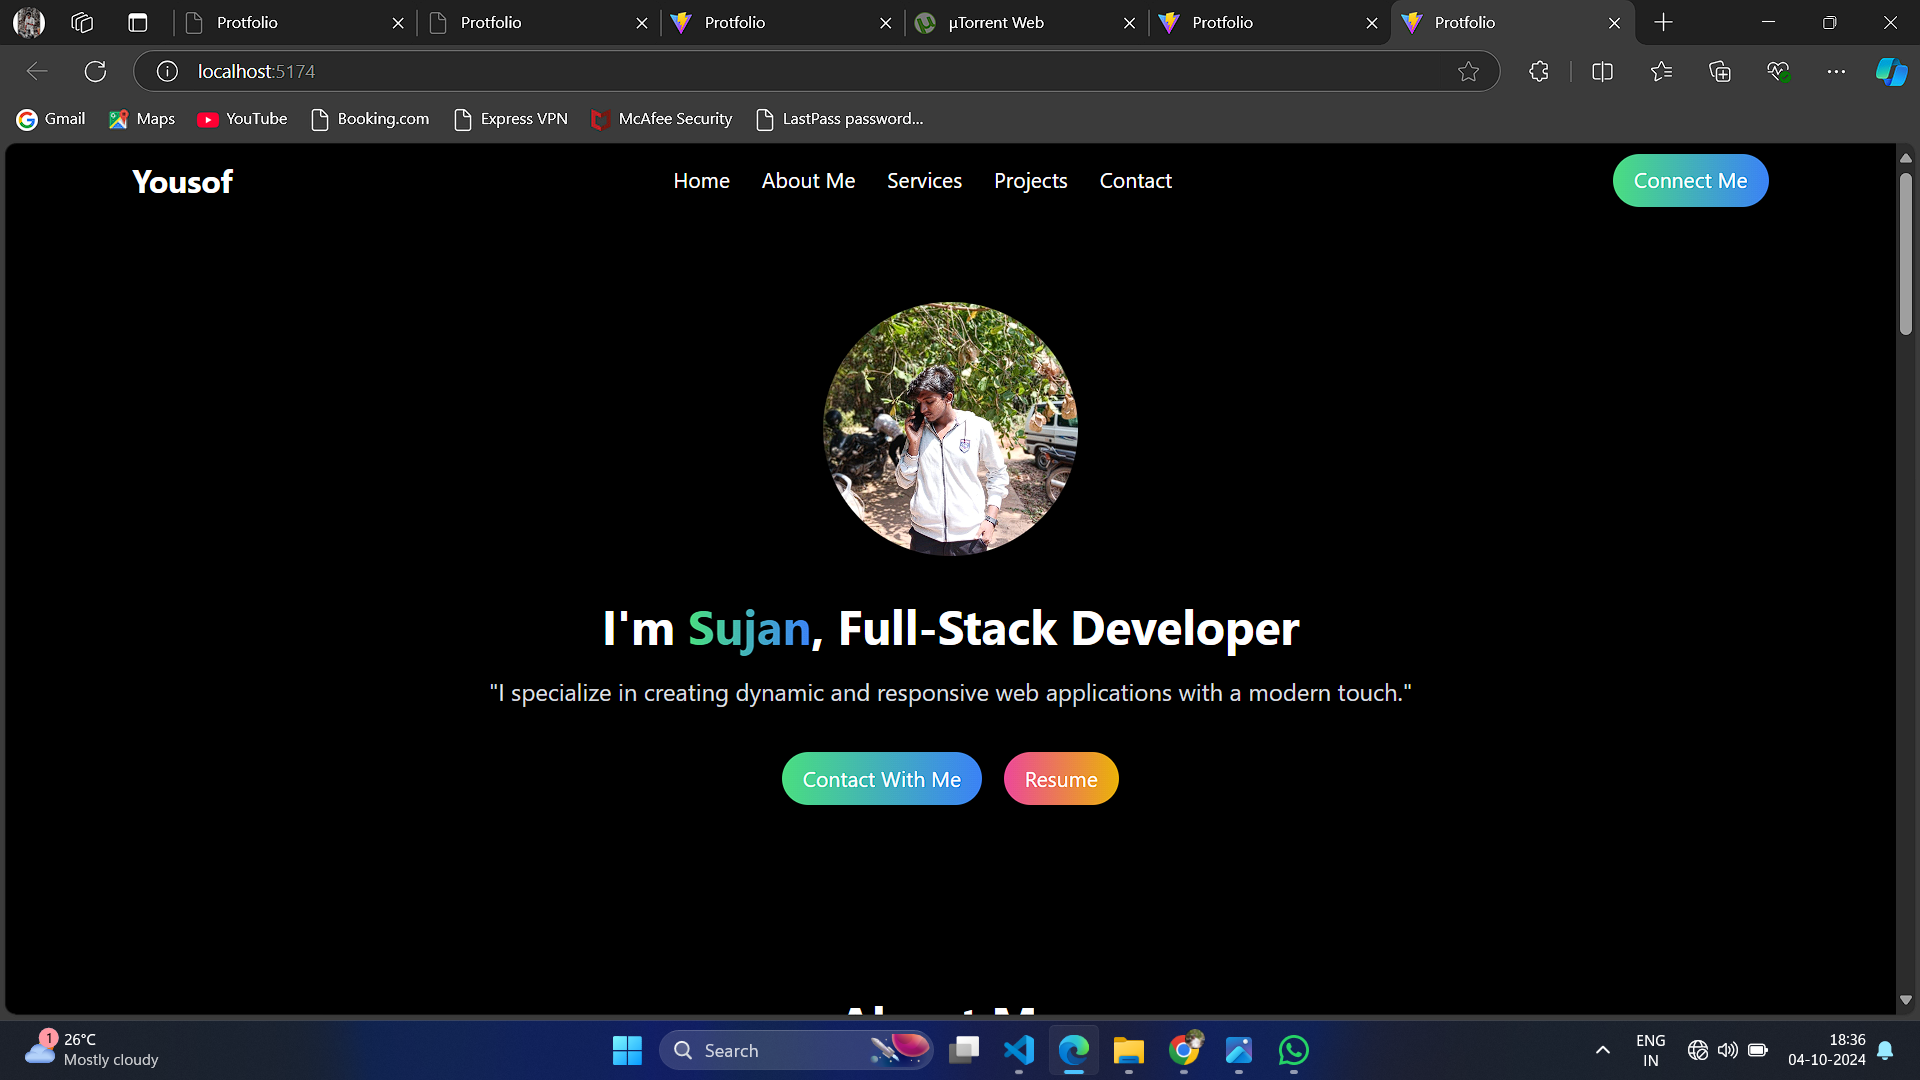 Protfolio
Protfolio
Protfolio
µTorrent Web
Protfolio
Protfolio
localhost:5174
Gmail
Maps
YouTube
Booking.com
Express VPN
McAfee Security
LastPass password...
Yousof
Home
About Me
Services
Projects
Contact
Connect Me
I'm Sujan, Full-Stack Developer
"I specialize in creating dynamic and responsive web applications with a modern touch."
Contact With Me
Resume
About M
1
26°C
Mostly cloudy
Search
ENG
IN
18:36
04-10-2024